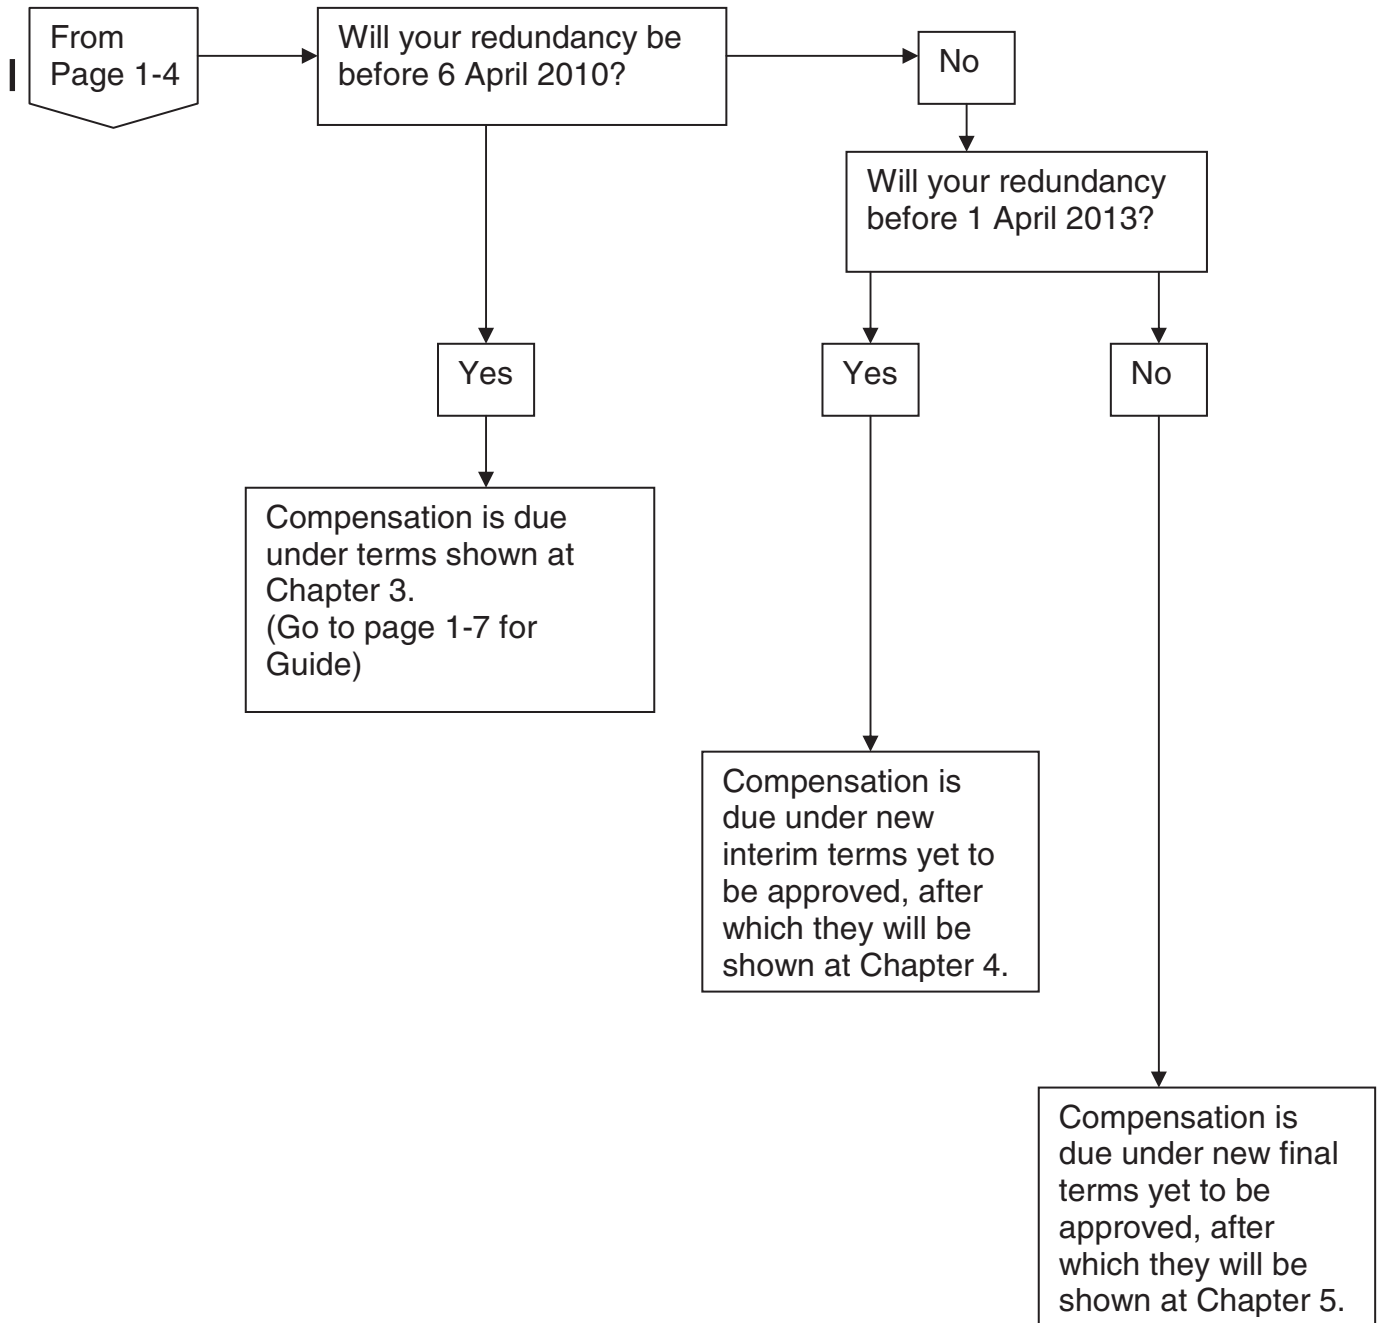 From
Page 1-4
Will your redundancy be
before 6 April 2010?
No
Will your redundancy
before 1 April 2013?
Yes
Yes
No
Compensation is due
under terms shown at
Chapter 3.
(Go to page 1-7 for
Guide)
Compensation is
due under new
interim terms yet to
be approved, after
which they will be
shown at Chapter 4.
Compensation is
due under new final
terms yet to be
approved, after
which they will be
shown at Chapter 5.